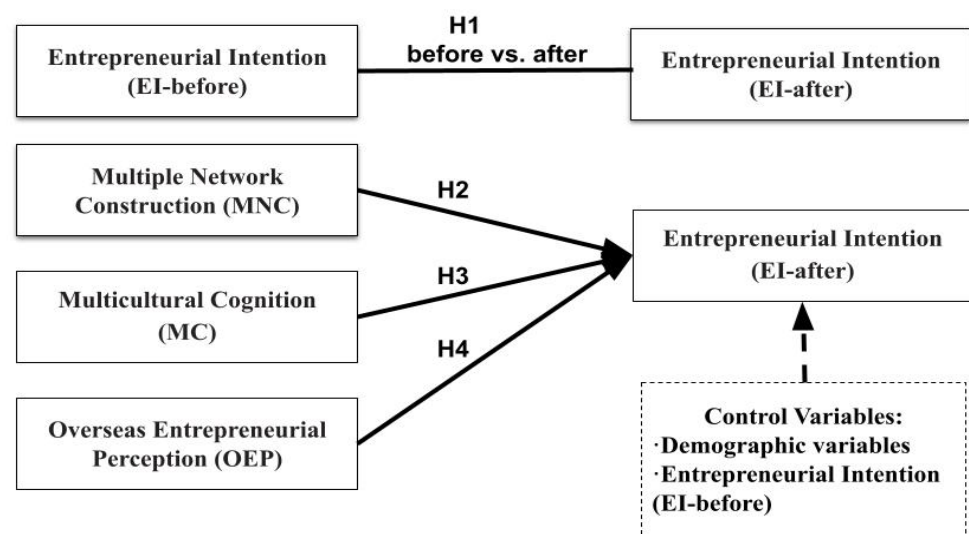 H1
before vs. after
Entrepreneurial Intention
(EI-before)
Entrepreneurial Intention
(EI-after)
Multiple Network
Construction (MNC)
H2
Entrepreneurial Intention
(EI-after)
Multicultural Cognition
(MC)
H3
H4
Overseas Entrepreneurial
Perception (OEP)
Control Variables:
·Demographic variables
·Entrepreneurial Intention
(EI-before)